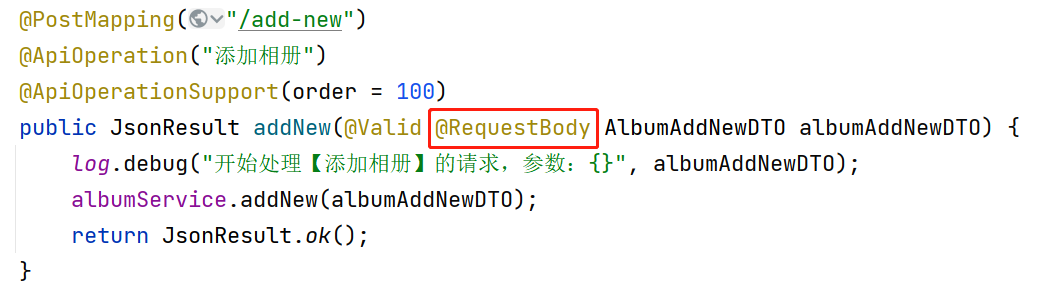 @PostMapping("/add-new")
@ApiOperation("添加相册")
@ApiOperationSupport(order = 100)
public JsonResult addNew(@Valid @RequestBody AlbumAddNewDTO albumAddNewDTO) {
    log.debug("开始处理【添加相册】的请求，参数：{}", albumAddNewDTO);
    albumService.addNew(albumAddNewDTO);
    return JsonResult.ok();
}